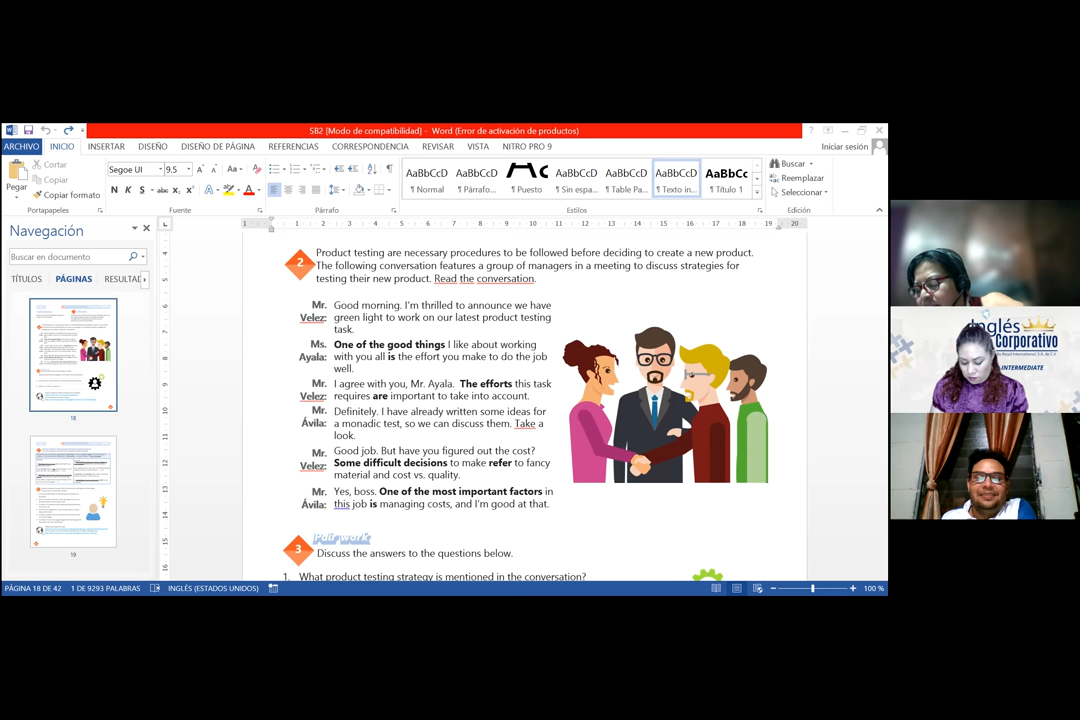 SB2 [Modo de compatibilidad] - Word (Error de activación de productos)
ARCHIVO INICIO INSERTAR DISEÑO DISEÑO DE PÁGINA REFERENCIAS CORRESPONDENCIA REVISAR VISTA NITRO PRO 9 Iniciar sesión
Pegar
Cortar
Copiar
Copiar formato
Portapapeles
Segoe UI 9.5
N K S abc x₂ x²
Fuente
Párrafo
AaBbCcD AaBbCcD AaBbCcD AaBbCcD AaBbCcD AaBbCc
¶ Normal ¶ Párrafo... ¶ Puesto ¶ Sin espa... ¶ Table Pa... ¶ Texto in... ¶ Título 1
Estilos
Buscar
Reemplazar
Seleccionar
Edición
Navegación
Buscar en documento
TÍTULOS PÁGINAS RESULTAD
18
19
2
Product testing are necessary procedures to be followed before deciding to create a new product.
The following conversation features a group of managers in a meeting to discuss strategies for
testing their new product. Read the conversation.
Mr. Velez: Good morning. I'm thrilled to announce we have
green light to work on our latest product testing
task.
Ms. Ayala: One of the good things I like about working
with you all is the effort you make to do the job
well.
Mr. Velez: I agree with you, Mr. Ayala. The efforts this task
requires are important to take into account.
Mr. Ávila: Definitely. I have already written some ideas for
a monadic test, so we can discuss them. Take a
look.
Mr. Velez: Good job. But have you figured out the cost?
Some difficult decisions to make refer to fancy
material and cost vs. quality.
Mr. Ávila: Yes, boss. One of the most important factors in
this job is managing costs, and I'm good at that.
Pair work
3
Discuss the answers to the questions below.
1. What product testing strategy is mentioned in the conversation?
PÁGINA 18 DE 42 1 DE 9293 PALABRAS INGLÉS (ESTADOS UNIDOS) 100 %
Inglés
Corporativo
INTERMEDIATE